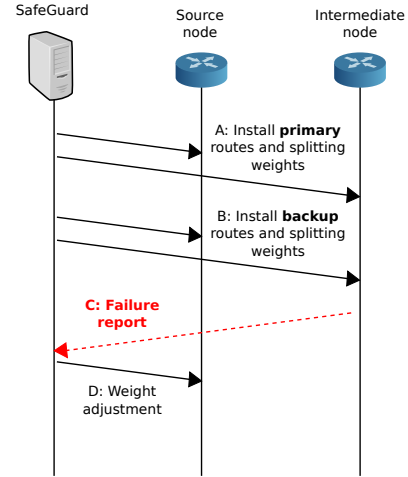 SafeGuard
Source
node
Intermediate
node
A: Install primary
routes and splitting
weights
B: Install backup
routes and splitting
weights
C: Failure
report
D: Weight
adjustment